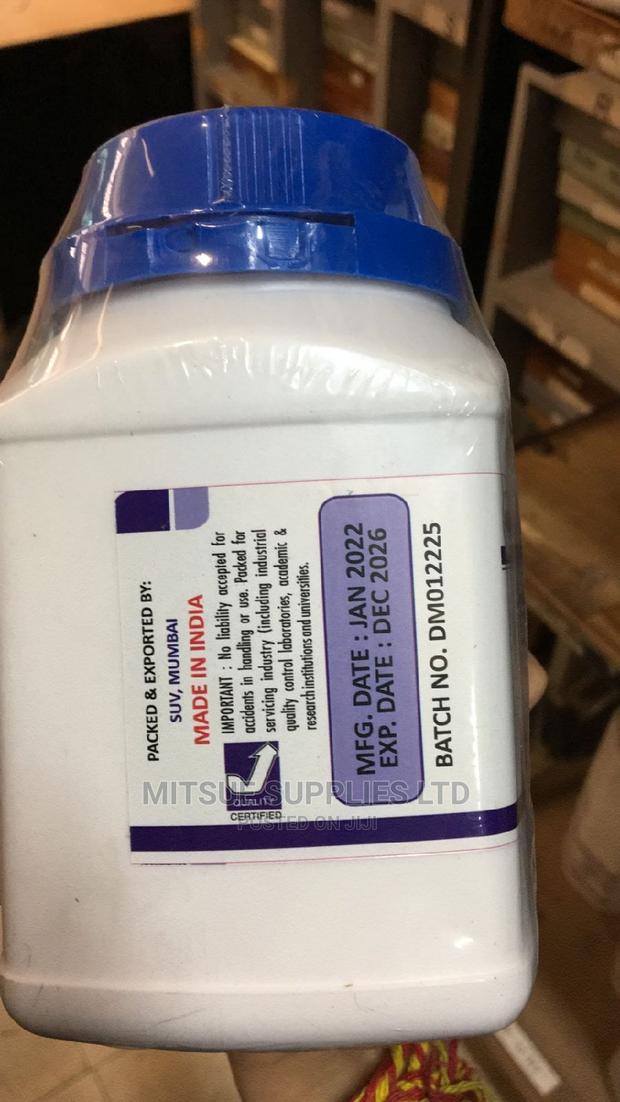 PACKED & EXPORTED BY:
SUV, MUMBAI
MADE IN INDIA
IMPORTANT : No liability accepted for
accidents in handling or use. Packed for
servicing industry (including industrial
quality control laboratories, academic &
research institutions and universities.
QUALITY
CERTIFIED
MFG. DATE : JAN 2022
EXP. DATE : DEC 2026
BATCH NO. DM012225
MITSUF SUPPLIES LTD
POSTED ON JIJI